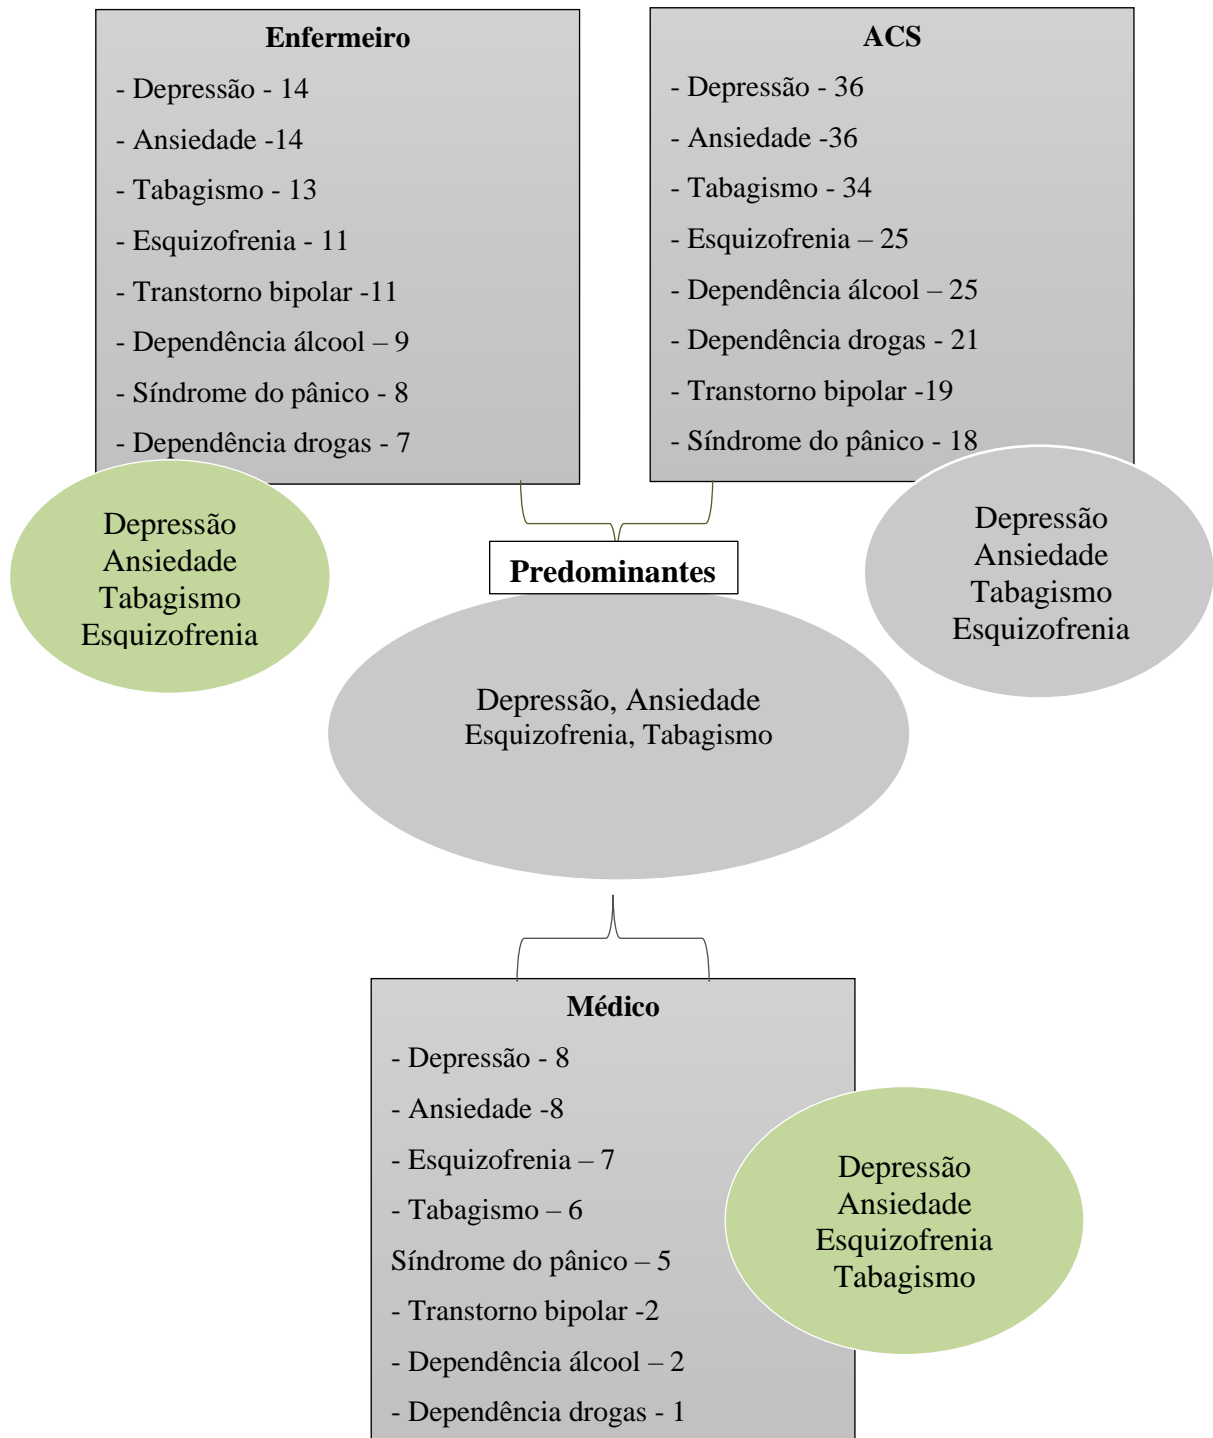 Enfermeiro
- Depressão - 14
- Ansiedade -14
- Tabagismo - 13
- Esquizofrenia - 11
- Transtorno bipolar -11
- Dependência álcool – 9
- Síndrome do pânico - 8
- Dependência drogas - 7
ACS
- Depressão - 36
- Ansiedade -36
- Tabagismo - 34
- Esquizofrenia – 25
- Dependência álcool – 25
- Dependência drogas - 21
- Transtorno bipolar -19
- Síndrome do pânico - 18
Depressão
Ansiedade
Tabagismo
Esquizofrenia
Depressão
Ansiedade
Tabagismo
Esquizofrenia
Predominantes
Depressão, Ansiedade
Esquizofrenia, Tabagismo
Médico
- Depressão - 8
- Ansiedade -8
- Esquizofrenia – 7
- Tabagismo – 6
Síndrome do pânico – 5
- Transtorno bipolar -2
- Dependência álcool – 2
- Dependência drogas - 1
Depressão
Ansiedade
Esquizofrenia
Tabagismo